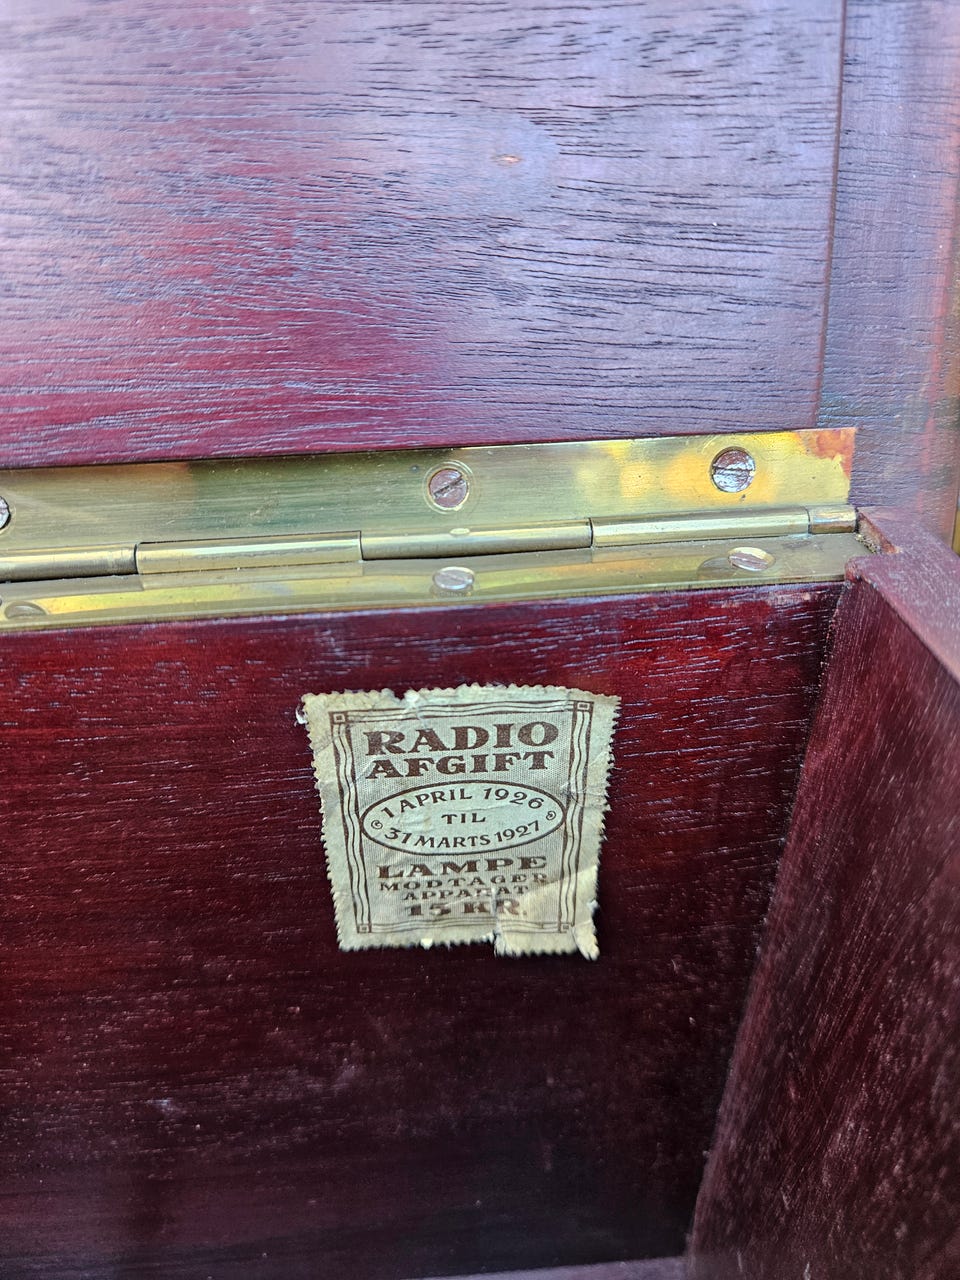 RADIO
AFGIFT
1 APRIL 1926
TIL
31 MARTS 1927
LAMPE
MODTAGER
APPARAT
15 KR.